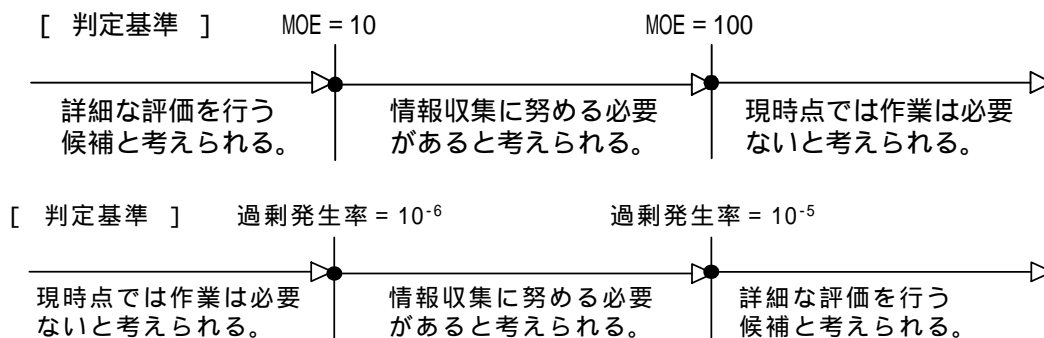 [ 判定基準 ] MOE = 10 MOE = 100
詳細な評価を行う 情報収集に努める必要 現時点では作業は必要
候補と考えられる。 があると考えられる。 ないと考えられる。
[ 判定基準 ] 過剰発生率 = 10⁻⁶ 過剰発生率 = 10⁻⁵
現時点では作業は必要 情報収集に努める必要 詳細な評価を行う
ないと考えられる。 があると考えられる。 候補と考えられる。